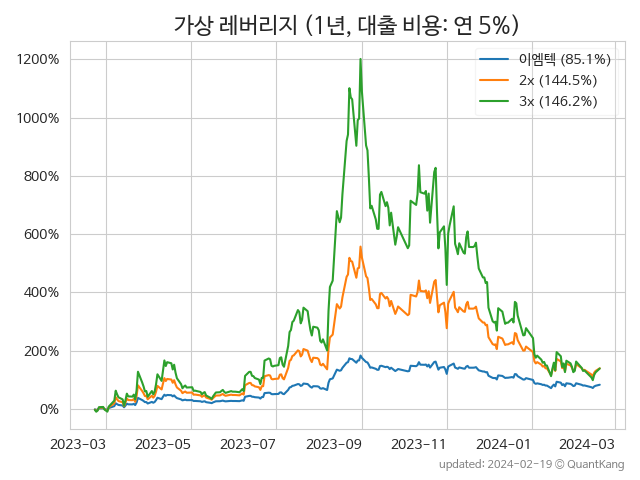 가상 레버리지 (1년, 대출 비용: 연 5%)
이엠텍 (85.1%)
2x (144.5%)
3x (146.2%)
1200%
1000%
800%
600%
400%
200%
0%
2023-03 2023-05 2023-07 2023-09 2023-11 2024-01 2024-03
updated: 2024-02-19 © QuantKang